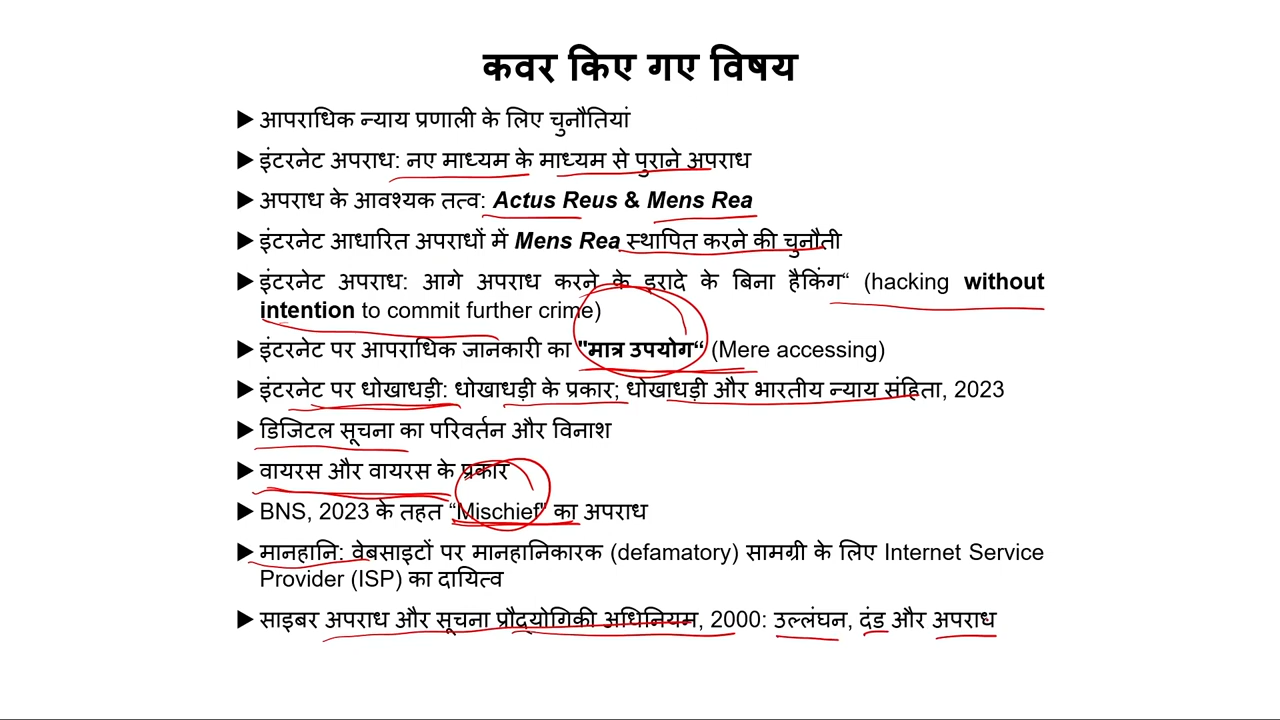 कवर किए गए विषय
▶ आपराधिक न्याय प्रणाली के लिए चुनौतियां
▶ इंटरनेट अपराध: नए माध्यम के माध्यम से पुराने अपराध
▶ अपराध के आवश्यक तत्व: Actus Reus & Mens Rea
▶ इंटरनेट आधारित अपराधों में Mens Rea स्थापित करने की चुनौती
▶ इंटरनेट अपराध: आगे अपराध करने के इरादे के बिना हैकिंग“ (hacking without
intention to commit further crime)
▶ इंटरनेट पर आपराधिक जानकारी का "मात्र उपयोग“ (Mere accessing)
▶ इंटरनेट पर धोखाधड़ी: धोखाधड़ी के प्रकार; धोखाधड़ी और भारतीय न्याय संहिता, 2023
▶ डिजिटल सूचना का परिवर्तन और विनाश
▶ वायरस और वायरस के प्रकार
▶ BNS, 2023 के तहत “Mischief" का अपराध
▶ मानहानि: वेबसाइटों पर मानहानिकारक (defamatory) सामग्री के लिए Internet Service
Provider (ISP) का दायित्व
▶ साइबर अपराध और सूचना प्रौद्योगिकी अधिनियम, 2000: उल्लंघन, दंड और अपराध